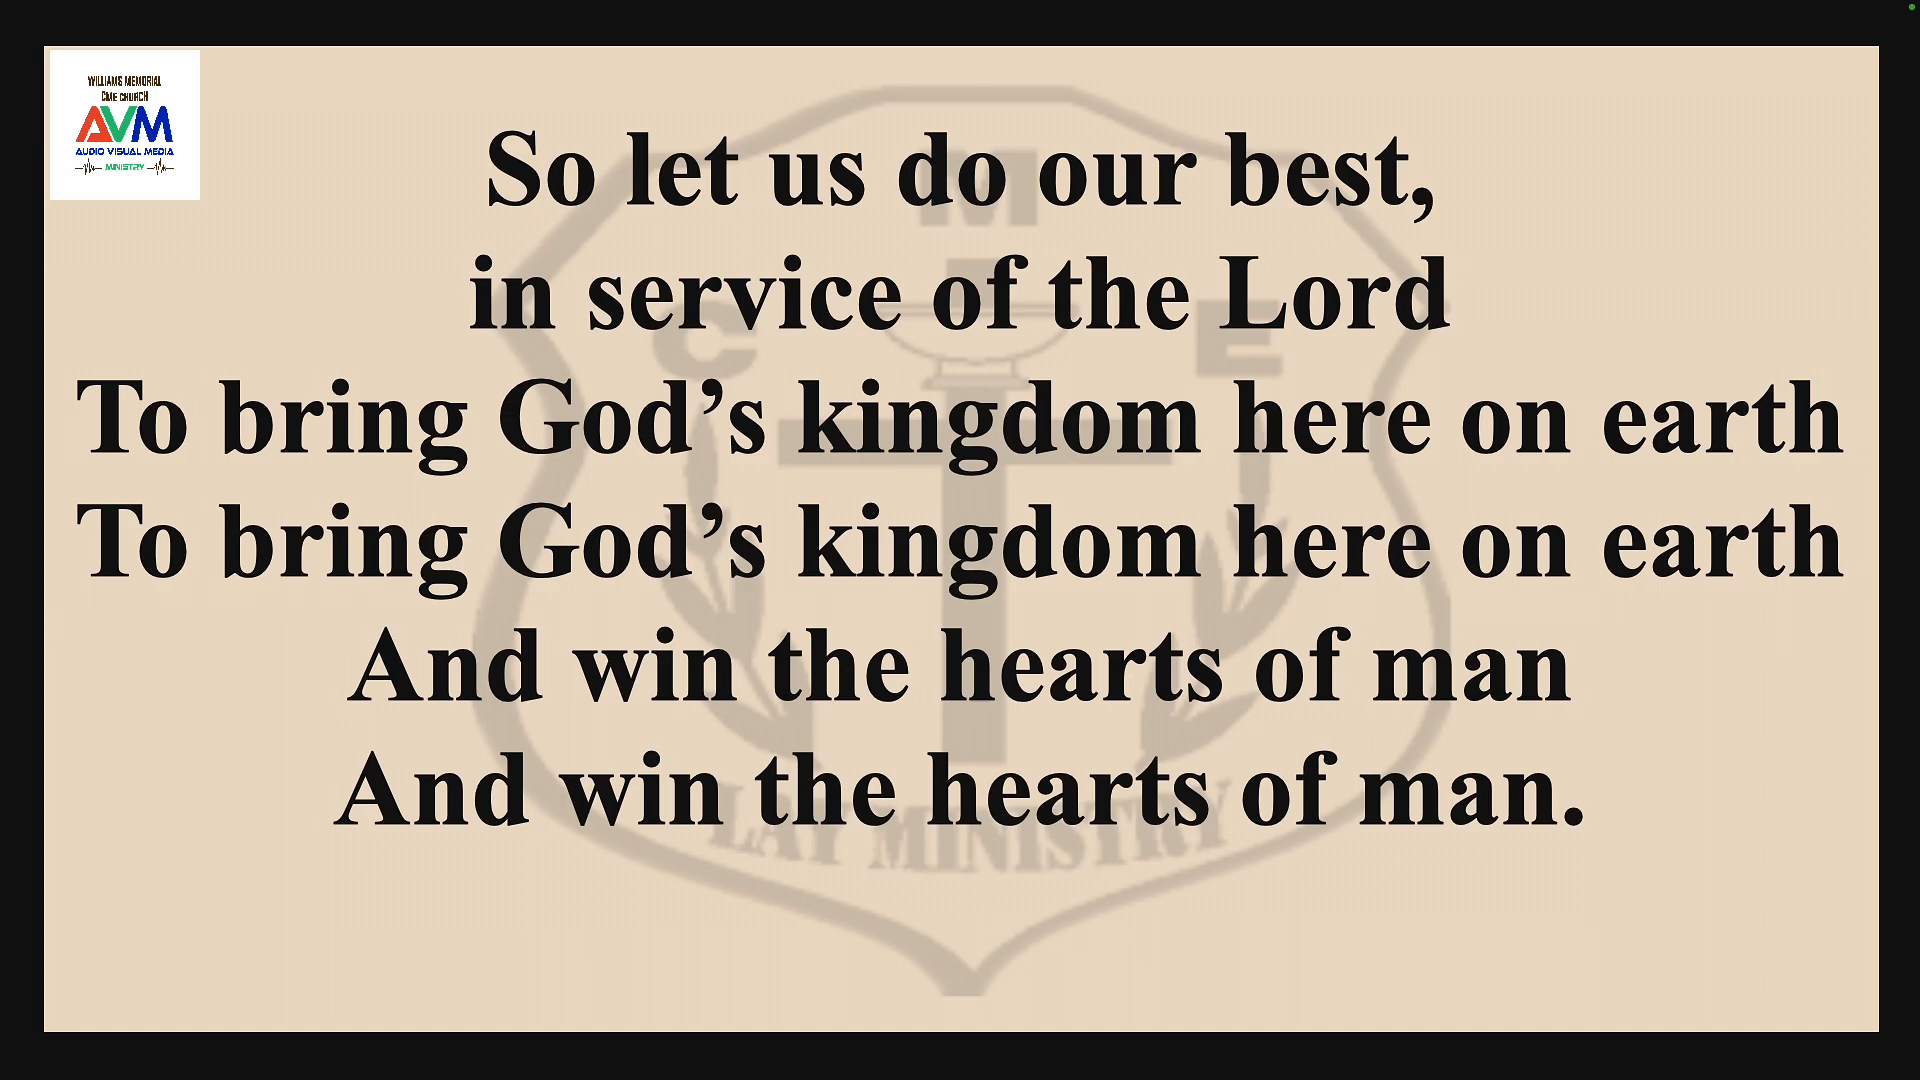 WILLIAMS MEMORIAL
CME CHURCH
AVM
AUDIO VISUAL MEDIA
MINISTRY
M
So let us do our best,
in service of the Lord
C E
To bring God’s kingdom here on earth
To bring God’s kingdom here on earth
And win the hearts of man
And win the hearts of man.
LAY MINISTRY